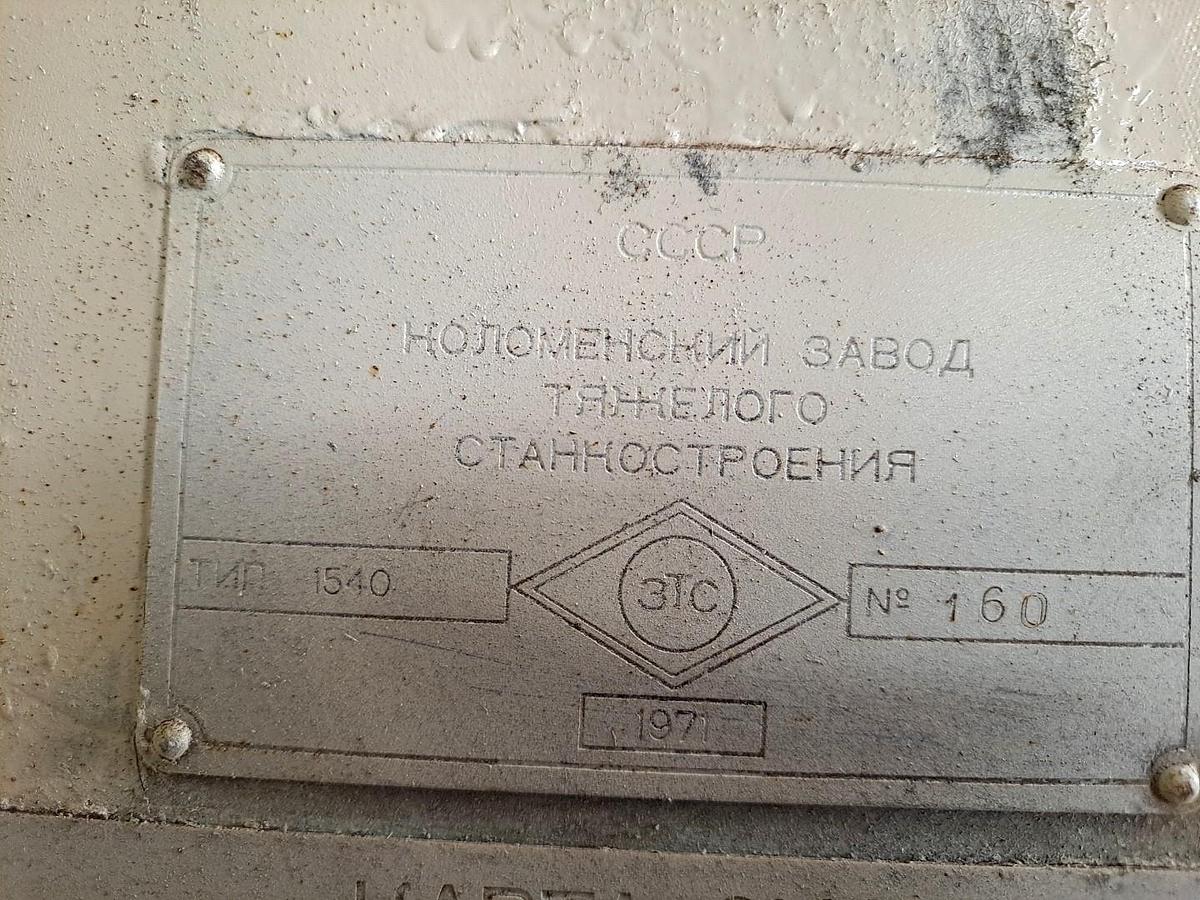 СССР
КОЛОМЕНСКИЙ ЗАВОД
ТЯЖЕЛОГО
СТАНКОСТРОЕНИЯ
ТИП 1540
ЗТС
№ 160
1971